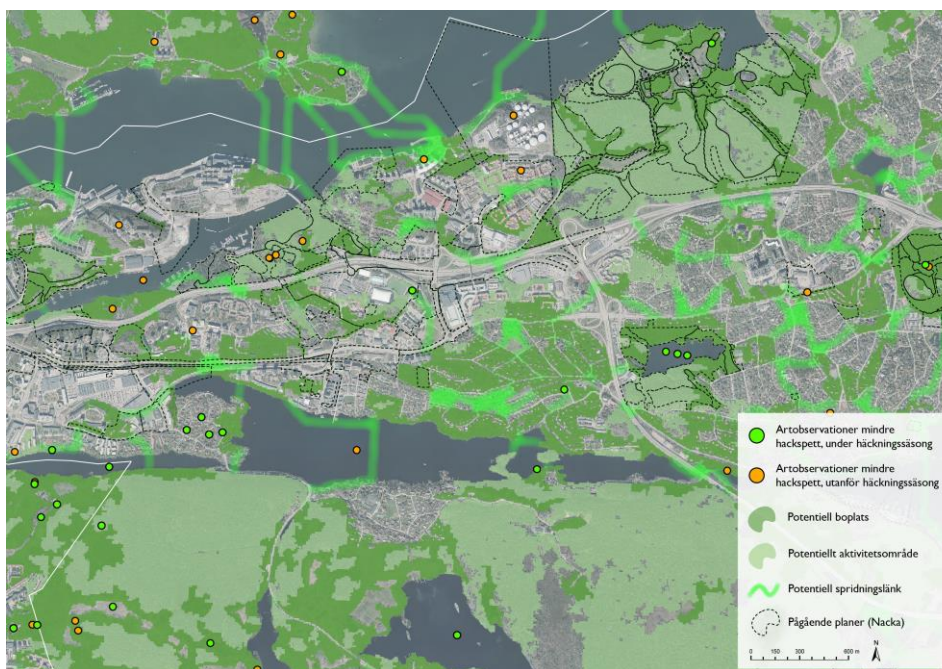 Artobservationer mindre
hackspett, under häckningssäsong
Artobservationer mindre
hackspett, utanför häckningssäsong
Potentiell boplats
Potentiellt aktivitetsområde
Potentiell spridningslänk
Pågående planer (Nacka)
0 150 300 600 m
N